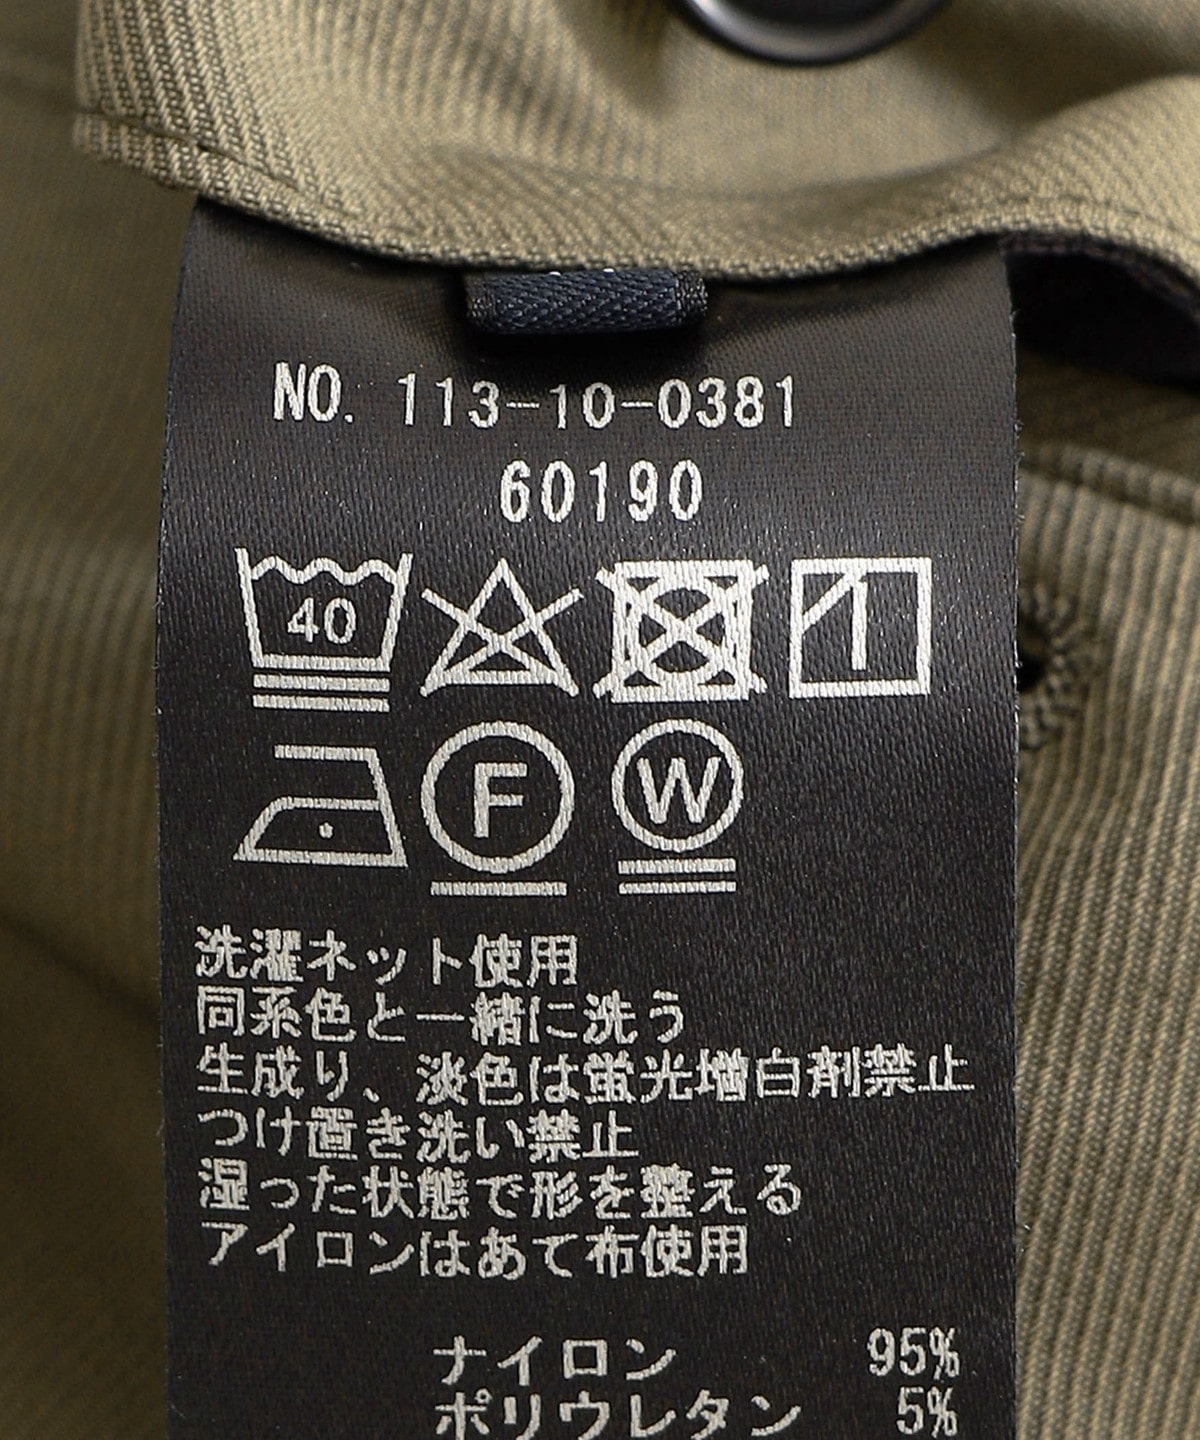 NO. 113-10-0381
60190
40
F W
洗濯ネット使用
同系色と一緒に洗う
生成り、淡色は蛍光増白剤禁止
つけ置き洗い禁止
湿った状態で形を整える
アイロンはあて布使用
ナイロン 95%
ポリウレタン 5%